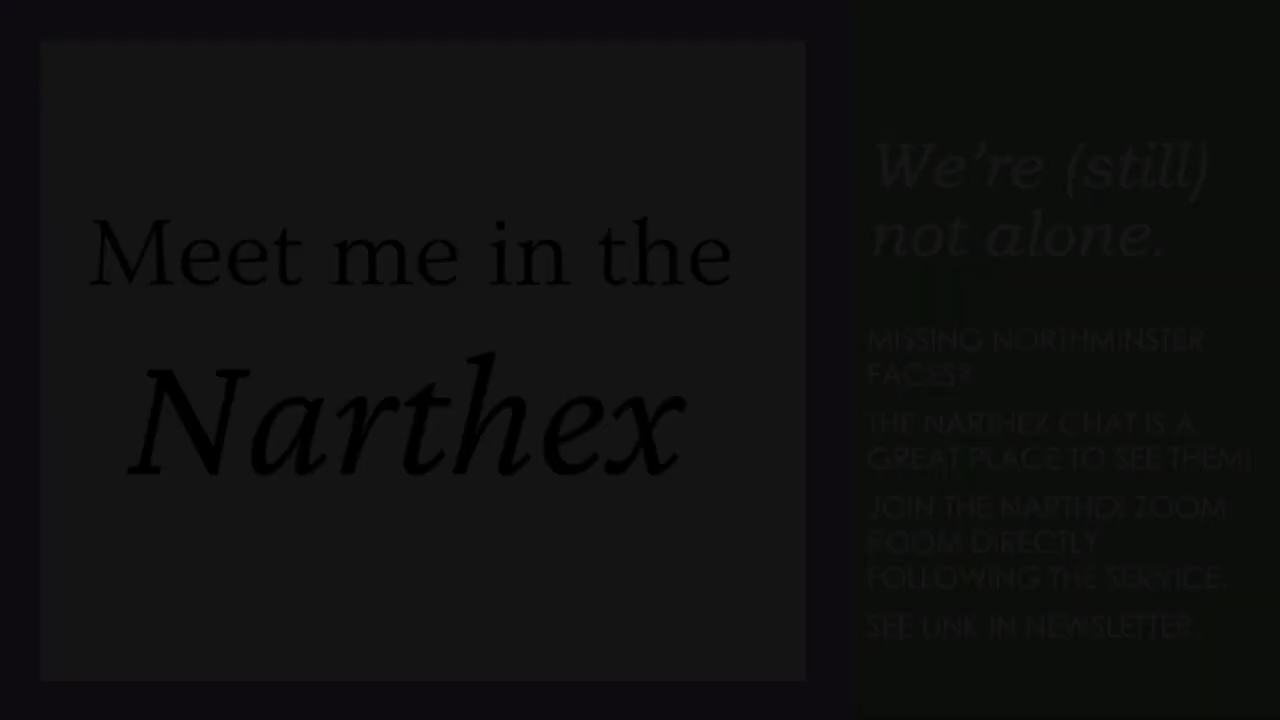 Meet me in the
Narthex
We're (still)
not alone.
MISSING NORTHMINSTER
FACES?
THE NARTHEX CHAT IS A
GREAT PLACE TO SEE THEM!
JOIN THE NARTHEX ZOOM
ROOM DIRECTLY
FOLLOWING THE SERVICE.
SEE LINK IN NEWSLETTER.